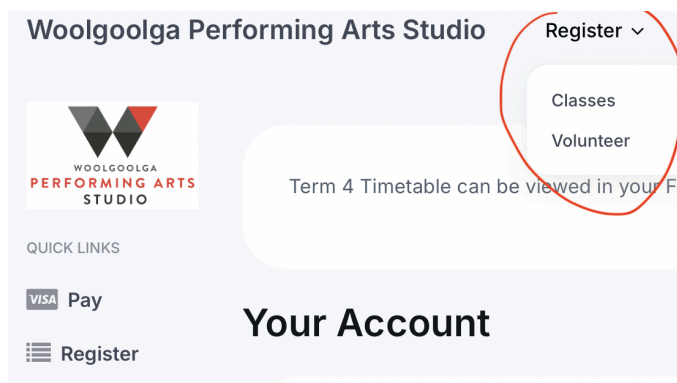 Woolgoolga Performing Arts Studio
Register
Classes
Volunteer
WOOLGOOLGA
PERFORMING ARTS
STUDIO
Term 4 Timetable can be viewed in your F
QUICK LINKS
VISA Pay
Register
Your Account